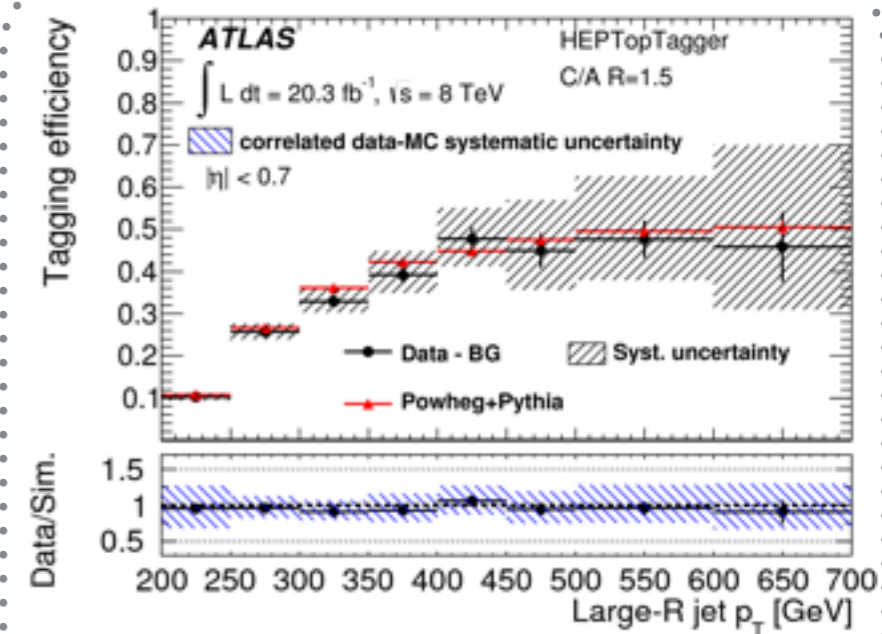 1
0.9
0.8
0.7
0.6
0.5
0.4
0.3
0.2
0.1
Tagging efficiency
ATLAS
HEPTopTagger
∫ L dt = 20.3 fb⁻¹, √s = 8 TeV
C/A R=1.5
correlated data-MC systematic uncertainty
|η| < 0.7
Data - BG
Syst. uncertainty
Powheg+Pythia
Data/Sim.
1.5
1
0.5
200 250 300 350 400 450 500 550 600 650 700
Large-R jet p_T [GeV]